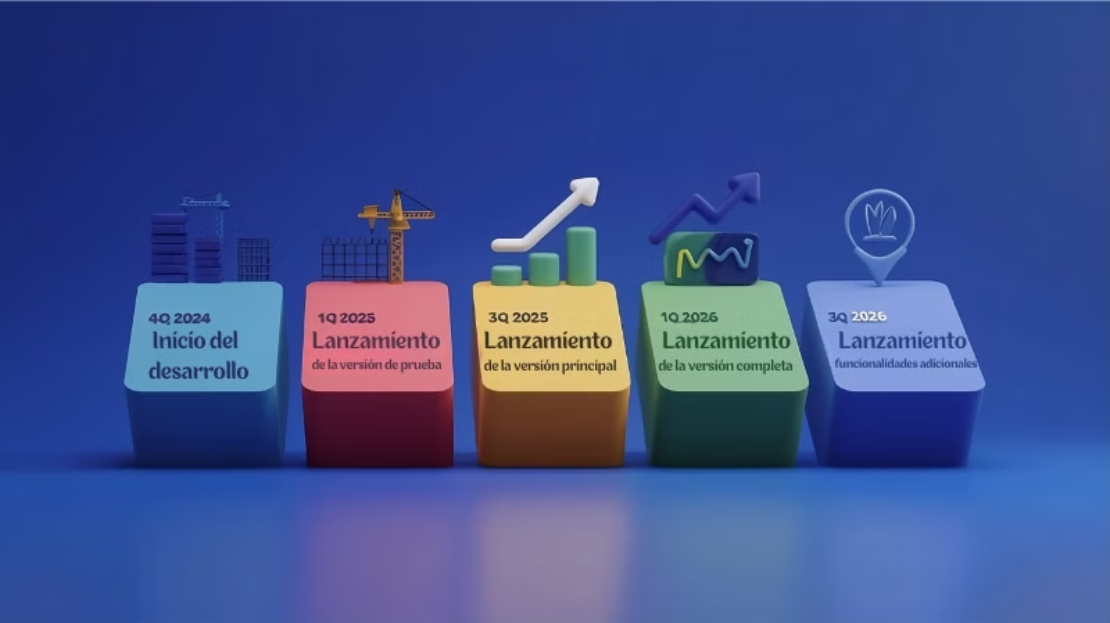 4Q 2024
Inicio del
desarrollo
1Q 2025
Lanzamiento
de la versión de prueba
3Q 2025
Lanzamiento
de la versión principal
1Q 2026
Lanzamiento
de la versión completa
3Q 2026
Lanzamiento
funcionalidades adicionales